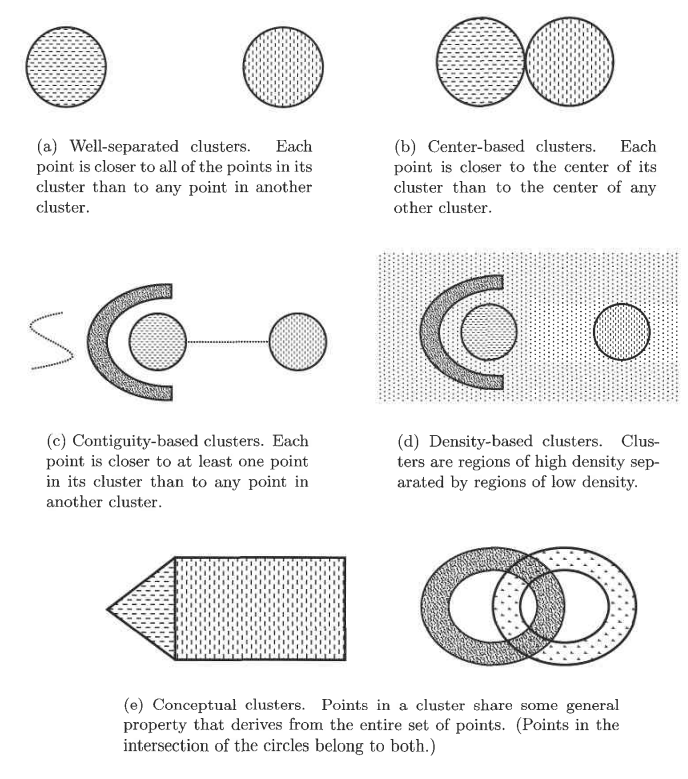 (a) Well-separated clusters. Each
point is closer to all of the points in its
cluster than to any point in another
cluster.
(b) Center-based clusters. Each
point is closer to the center of its
cluster than to the center of any
other cluster.
(c) Contiguity-based clusters. Each
point is closer to at least one point
in its cluster than to any point in
another cluster.
(d) Density-based clusters. Clus-
ters are regions of high density sep-
arated by regions of low density.
(e) Conceptual clusters. Points in a cluster share some general
property that derives from the entire set of points. (Points in the
intersection of the circles belong to both.)